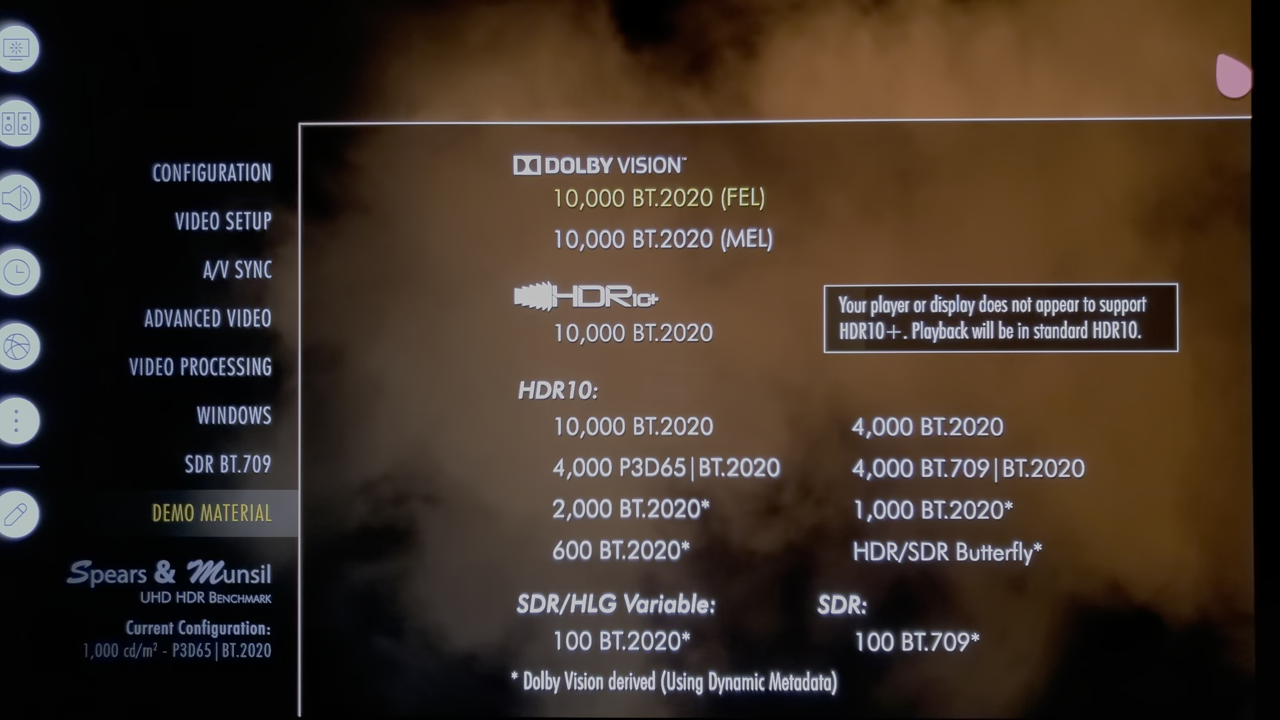 CONFIGURATION
VIDEO SETUP
A/V SYNC
ADVANCED VIDEO
VIDEO PROCESSING
WINDOWS
SDR BT.709
DEMO MATERIAL
Spears & Munsil
UHD HDR BENCHMARK
Current Configuration:
1,000 cd/m² - P3D65|BT.2020
DOLBY VISION™
10,000 BT.2020 (FEL)
10,000 BT.2020 (MEL)
HDR10+
10,000 BT.2020
Your player or display does not appear to support
HDR10+. Playback will be in standard HDR10.
HDR10:
10,000 BT.2020
4,000 BT.2020
4,000 P3D65|BT.2020
4,000 BT.709|BT.2020
2,000 BT.2020*
1,000 BT.2020*
600 BT.2020*
HDR/SDR Butterfly*
SDR/HLG Variable:
SDR:
100 BT.2020*
100 BT.709*
* Dolby Vision derived (Using Dynamic Metadata)